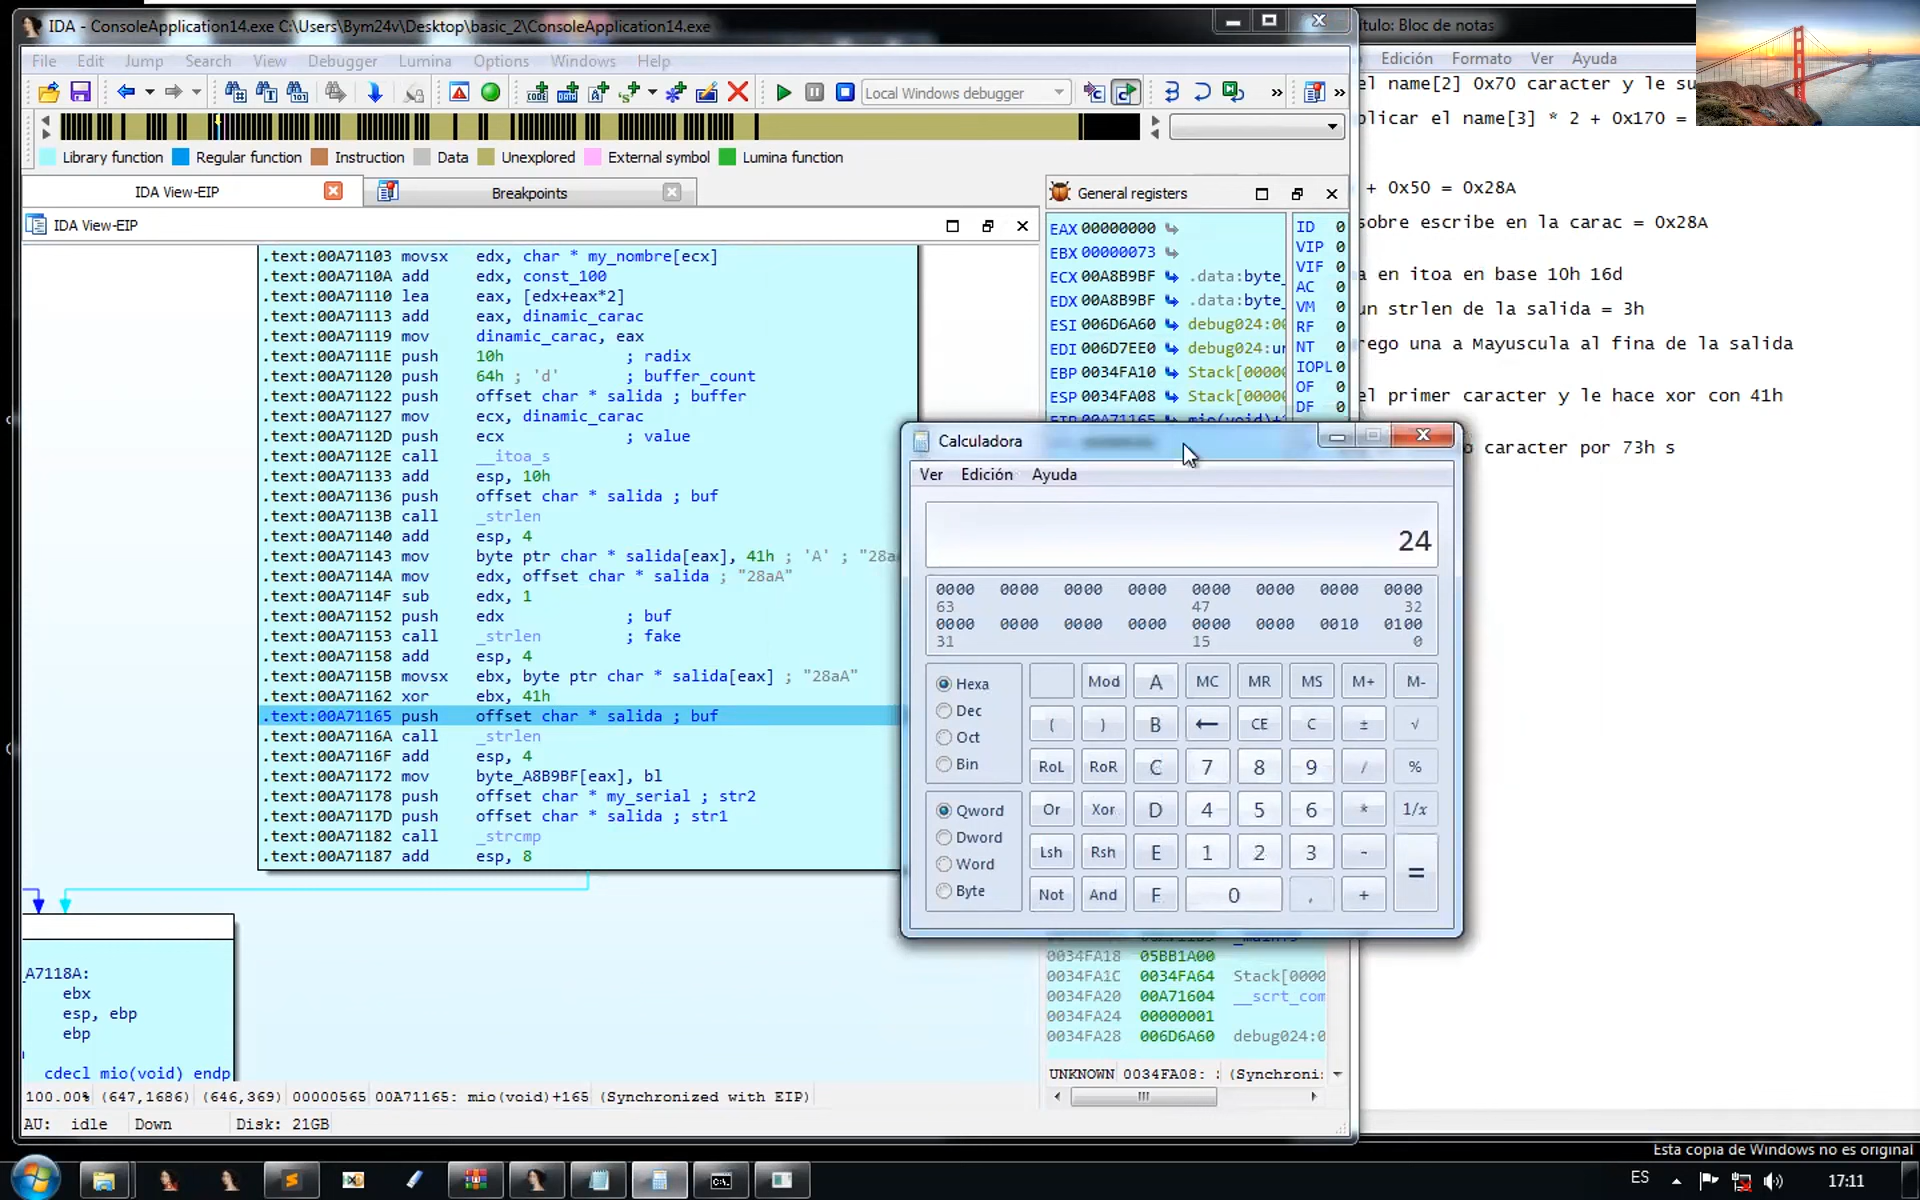 IDA - ConsoleApplication14.exe C:\Users\Bym24v\Desktop\basic_2\ConsoleApplication14.exe
File Edit Jump Search View Debugger Lumina Options Windows Help
Local Windows debugger
Library function Regular function Instruction Data Unexplored External symbol Lumina function
IDA View-EIP
Breakpoints
IDA View-EIP
.text:00A71103 movsx edx, char * my_nombre[ecx]
.text:00A7110A add edx, const_100
.text:00A71110 lea eax, [edx+eax*2]
.text:00A71113 add eax, dinamic_carac
.text:00A71119 mov dinamic_carac, eax
.text:00A7111E push 10h ; radix
.text:00A71120 push 64h ; 'd' ; buffer_count
.text:00A71122 push offset char * salida ; buffer
.text:00A71127 mov ecx, dinamic_carac
.text:00A7112D push ecx ; value
.text:00A7112E call __itoa_s
.text:00A71133 add esp, 10h
.text:00A71136 push offset char * salida ; buf
.text:00A7113B call _strlen
.text:00A71140 add esp, 4
.text:00A71143 mov byte ptr char * salida[eax], 41h ; 'A' ; "28a
.text:00A7114A mov edx, offset char * salida ; "28aA"
.text:00A7114F sub edx, 1
.text:00A71152 push edx ; buf
.text:00A71153 call _strlen ; fake
.text:00A71158 add esp, 4
.text:00A7115B movsx ebx, byte ptr char * salida[eax] ; "28aA"
.text:00A71162 xor ebx, 41h
.text:00A71165 push offset char * salida ; buf
.text:00A7116A call _strlen
.text:00A7116F add esp, 4
.text:00A71172 mov byte_A8B9BF[eax], bl
.text:00A71178 push offset char * my_serial ; str2
.text:00A7117D push offset char * salida ; str1
.text:00A71182 call _strcmp
.text:00A71187 add esp, 8
_A7118A:
ebx
esp, ebp
ebp
cdecl mio(void) endp
100.00% (647,1686) (646,369) 00000565 00A71165: mio(void)+165 (Synchronized with EIP)
AU: idle Down Disk: 21GB
General registers
EAX 00000000
EBX 00000073
ECX 00A8B9BF .data:byte_
EDX 00A8B9BF .data:byte_
ESI 006D6A60 debug024:00
EDI 006D7EE0 debug024:un
EBP 0034FA10 Stack[0000
ESP 0034FA08 Stack[0000
EIP 00A71165 mio(void)+1
ID 0
VIP 0
VIF 0
AC 0
VM 0
RF 0
NT 0
IOPL 0
OF 0
DF 0
Calculadora
Ver Edición Ayuda
24
0000 0000 0000 0000 0000 0000 0000 0000
63 47 32
0000 0000 0000 0000 0000 0000 0010 0100
31 15 0
Hexa
Dec
Oct
Bin
Qword
Dword
Word
Byte
Mod A MC MR MS M+ M-
( ) B ← CE C ± √
RoL RoR C 7 8 9 / %
Or Xor D 4 5 6 * 1/x
Lsh Rsh E 1 2 3 - =
Not And F 0 , +
0034FA18 05BB1A00
0034FA1C 0034FA64 Stack[0000
0034FA20 00A71604 __scrt_com
0034FA24 00000001
0034FA28 006D6A60 debug024:0
UNKNOWN 0034FA08: (Synchroni:
ítulo: Bloc de notas
Edición Formato Ver Ayuda
el name[2] 0x70 caracter y le su
plicar el name[3] * 2 + 0x170 =
+ 0x50 = 0x28A
sobre escribe en la carac = 0x28A
a en itoa en base 10h 16d
un strlen de la salida = 3h
rego una a Mayuscula al fina de la salida
el primer caracter y le hace xor con 41h
o caracter por 73h s
Esta copia de Windows no es original
ES
17:11